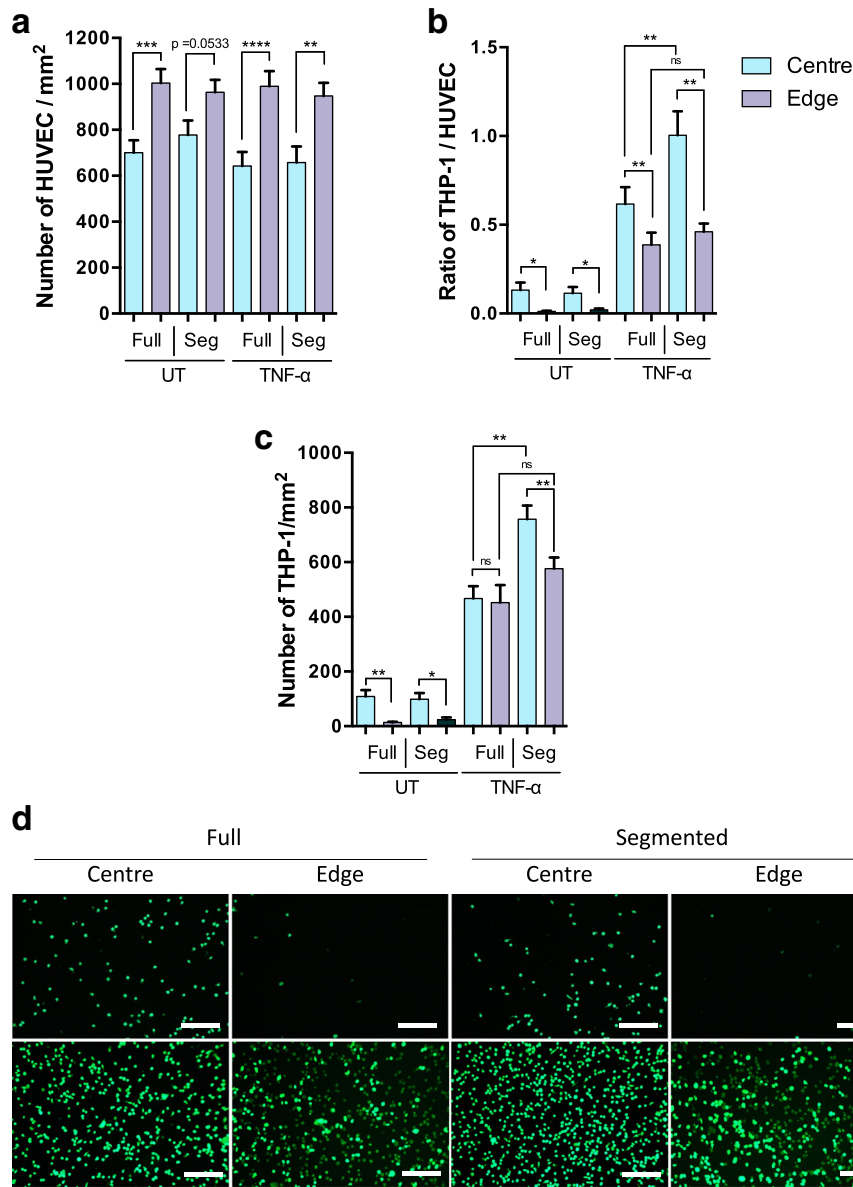 a
Number of HUVEC / mm2
1200
1000
800
600
400
200
0
***
p =0.0533
****
**
Full Seg Full Seg
UT TNF-α
b
Ratio of THP-1 / HUVEC
1.5
1.0
0.5
0.0
**
ns
**
**
*
*
Full Seg Full Seg
UT TNF-α
Centre
Edge
c
Number of THP-1/mm2
1000
800
600
400
200
0
**
ns
**
ns
**
*
Full Seg Full Seg
UT TNF-α
d
Full Segmented
Centre Edge Centre Edge